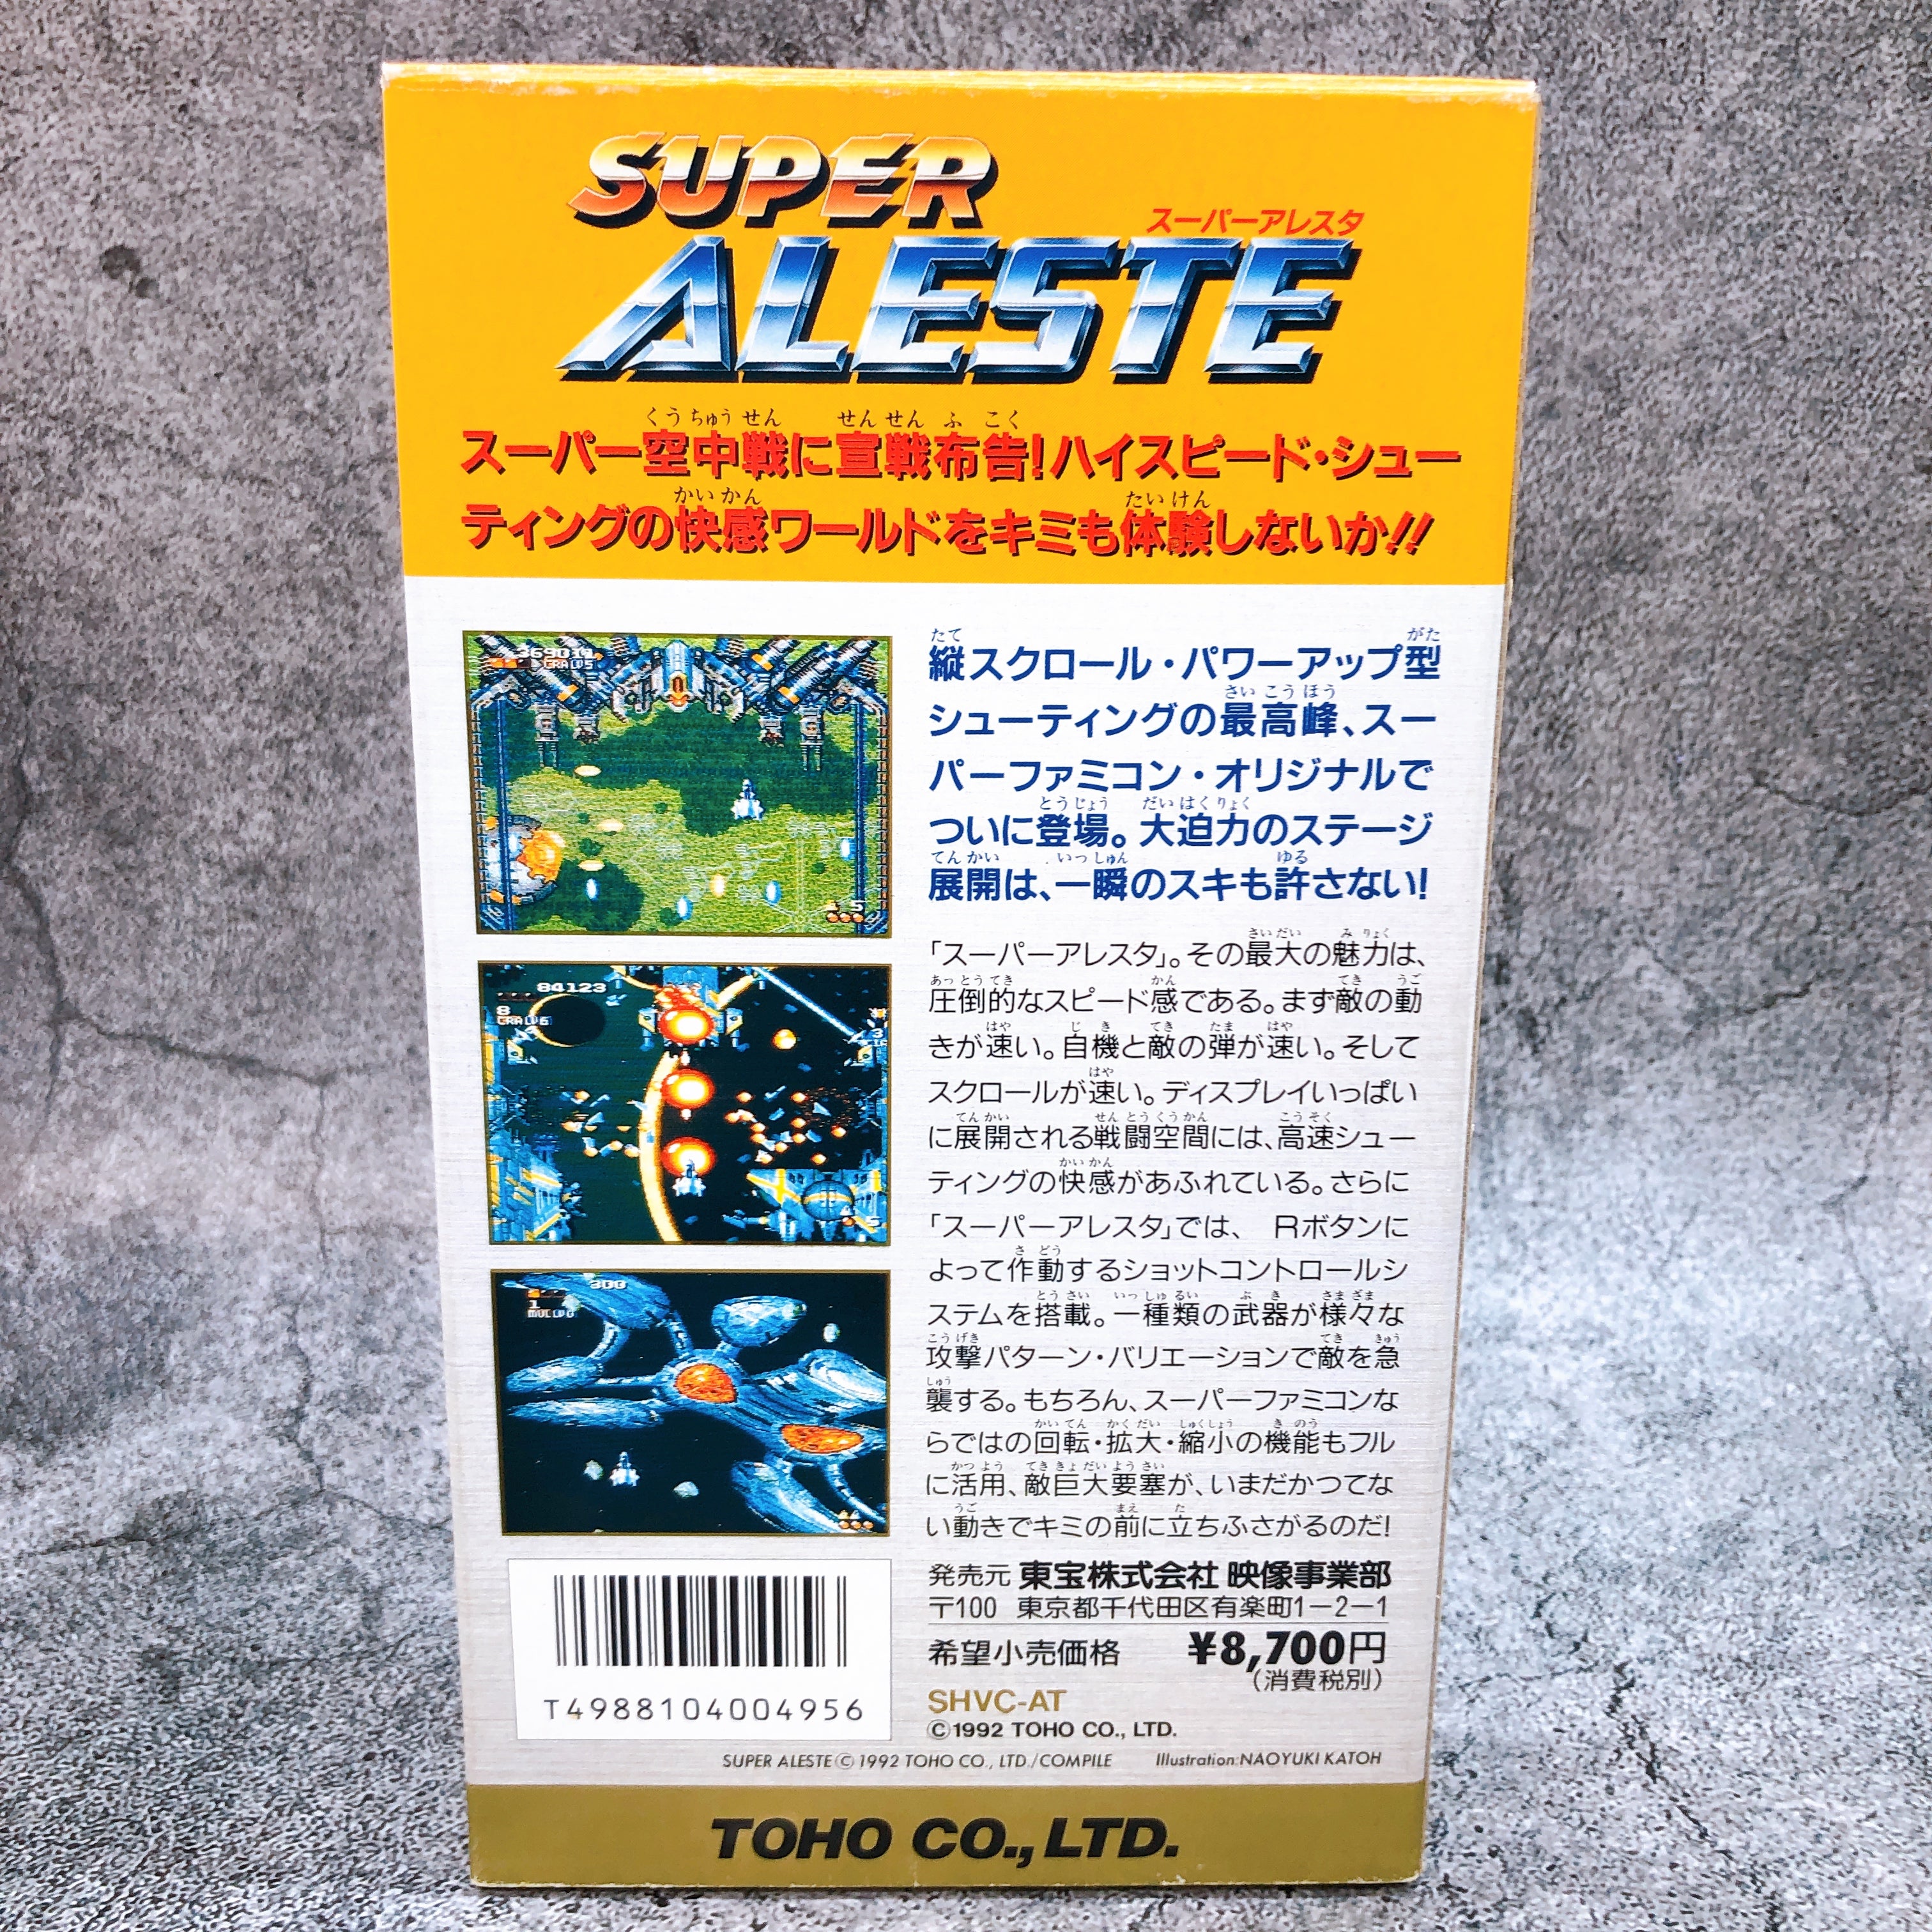 SUPER
スーパーアレスタ
ALESTE
くうちゅうせん せんせんふこく
スーパー空中戦に宣戦布告!ハイスピード・シュー
かいかん たいけん
ティングの快感ワールドをキミも体験しないか!!
369011
84123
8
300
1
たて がた
縦スクロール・パワーアップ型
さいこうほう
シューティングの最高峰、スー
パーファミコン・オリジナルで
とうじょう だいはくりょく
ついに登場。大迫力のステージ
てんかい いっしゅん ゆる
展開は、一瞬のスキも許さない!
さいだい みりょく
「スーパーアレスタ」。その最大の魅力は、
あっとうてき かん てき うご
圧倒的なスピード感である。まず敵の動
はや じき てき たま はや
きが速い。自機と敵の弾が速い。そして
はや
スクロールが速い。ディスプレイいっぱい
てんかい せんとうくうかん こうそく
に展開される戦闘空間には、高速シュー
かいかん
ティングの快感があふれている。さらに
「スーパーアレスタ」では、 Rボタンに
さどう
よって作動するショットコントロールシ
とうさい いっしゅるい ぶき さまざま
ステムを搭載。一種類の武器が様々な
こうげき てき きゅう
攻撃パターン・バリエーションで敵を急
しゅう
襲する。もちろん、スーパーファミコンな
かいてん かくだい しゅくしょう きのう
らではの回転・拡大・縮小の機能もフル
かつよう てききょだいようさい
に活用、敵巨大要塞が、いまだかつてな
うご まえ た
い動きでキミの前に立ちふさがるのだ!
発売元 東宝株式会社 映像事業部
〒100 東京都千代田区有楽町1-2-1
希望小売価格 ¥8,700円
(消費税別)
SHVC-AT
©1992 TOHO CO., LTD.
T4988104004956
SUPER ALESTE © 1992 TOHO CO., LTD./COMPILE Illustration:NAOYUKI KATOH
TOHO CO., LTD.